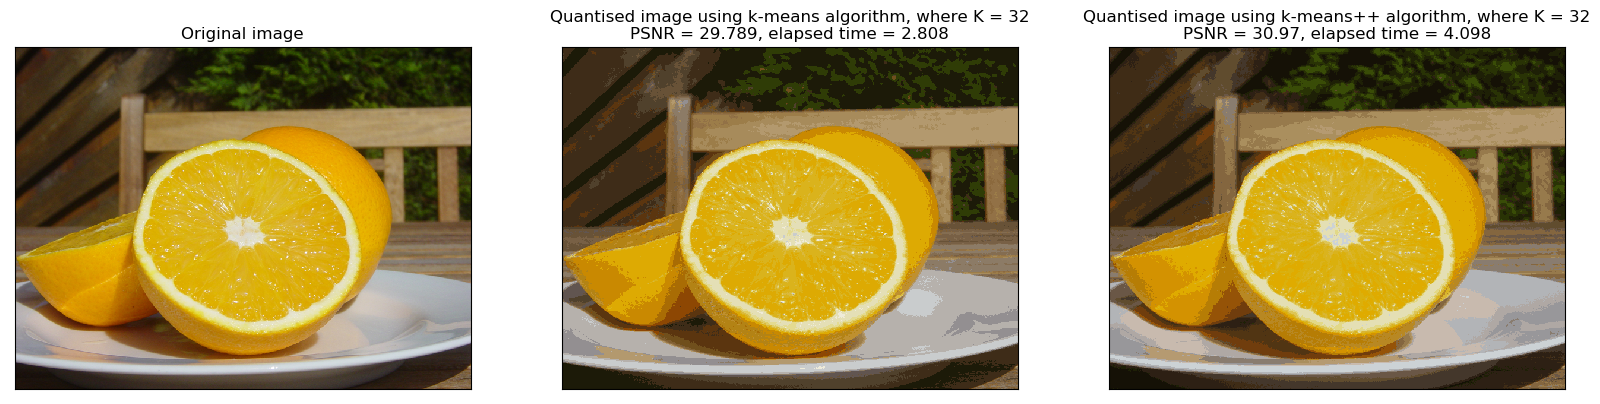 Original image
Quantised image using k-means algorithm, where K = 32
PSNR = 29.789, elapsed time = 2.808
Quantised image using k-means++ algorithm, where K = 32
PSNR = 30.97, elapsed time = 4.098